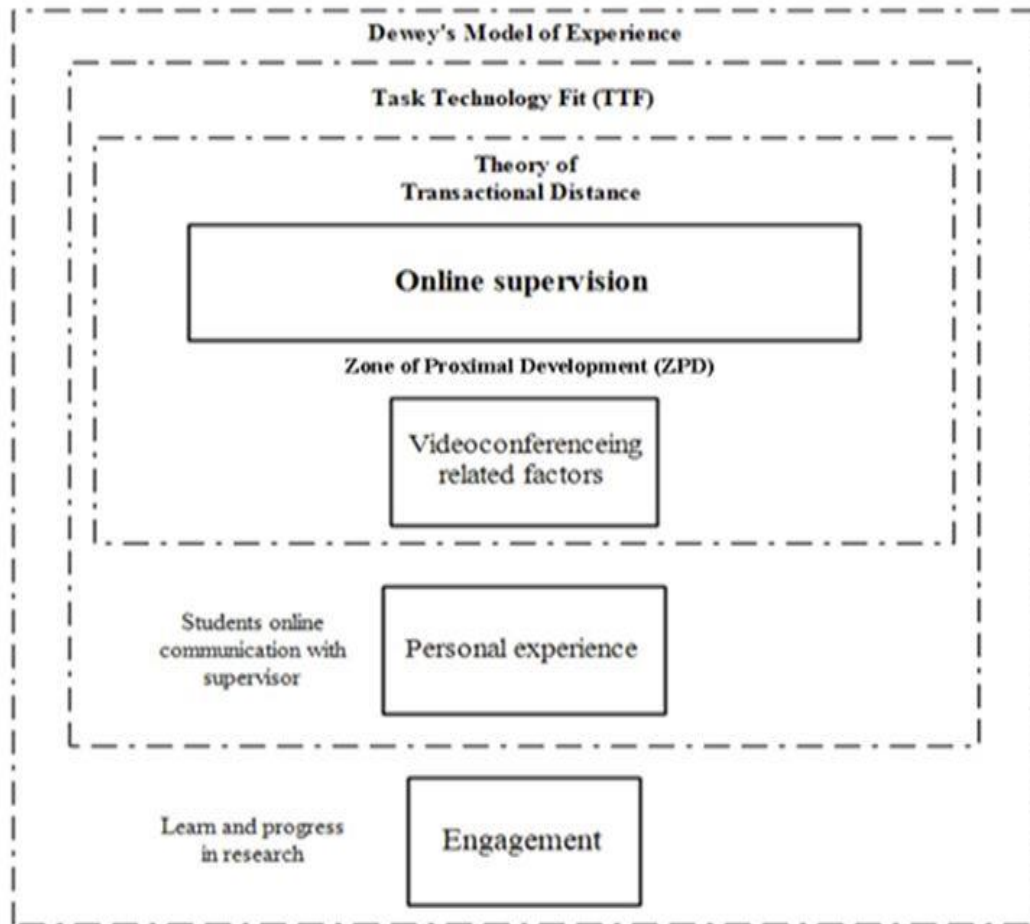 Dewey's Model of Experience
Task Technology Fit (TTF)
Theory of
Transactional Distance
Online supervision
Zone of Proximal Development (ZPD)
Videoconferenceing
related factors
Students online
communication with
supervisor
Personal experience
Learn and progress
in research
Engagement